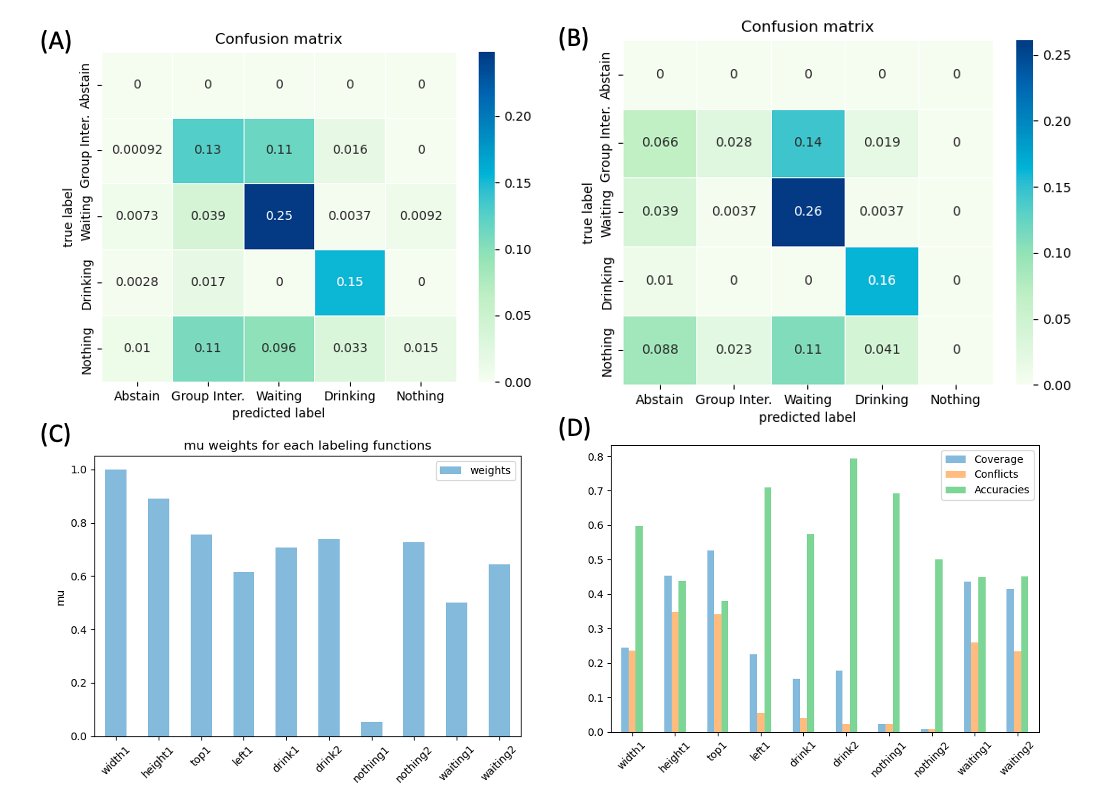 (A)
Confusion matrix
true label
Abstain
0 0 0 0 0
Group Inter.
0.00092 0.13 0.11 0.016 0
Waiting
0.0073 0.039 0.25 0.0037 0.0092
Drinking
0.0028 0.017 0 0.15 0
Nothing
0.01 0.11 0.096 0.033 0.015
Abstain Group Inter. Waiting Drinking Nothing
predicted label
0.20
0.15
0.10
0.05
0.00
(B)
Confusion matrix
true label
Abstain
0 0 0 0 0
Group Inter.
0.066 0.028 0.14 0.019 0
Waiting
0.039 0.0037 0.26 0.0037 0
Drinking
0.01 0 0 0.16 0
Nothing
0.088 0.023 0.11 0.041 0
Abstain Group Inter. Waiting Drinking Nothing
predicted label
0.25
0.20
0.15
0.10
0.05
0.00
(C)
mu weights for each labeling functions
weights
mu
1.0
0.8
0.6
0.4
0.2
0.0
width1 height1 top1 left1 drink1 drink2 nothing1 nothing2 waiting1 waiting2
(D)
Coverage
Conflicts
Accuracies
0.8
0.7
0.6
0.5
0.4
0.3
0.2
0.1
0.0
width1 height1 top1 left1 drink1 drink2 nothing1 nothing2 waiting1 waiting2